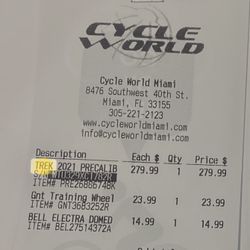 CYCLE
WORLD
Cycle World Miami
8476 Southwest 40th St.
Miami, FL 33155
305-221-2123
www.cycleworldmiami.com
info@cycleworldmiami.com
Description Each $ Qty Price $
TREK 2021 PRECALIB 279.99 1 279.99
S/N#
ITEM# PRE26886748K
Gnt Training Wheel 23.99 1 23.99
ITEM# GNT3683252R
BELL ELECTRA DOMED 14.99 1 14.99
ITEM# BEL27514372A